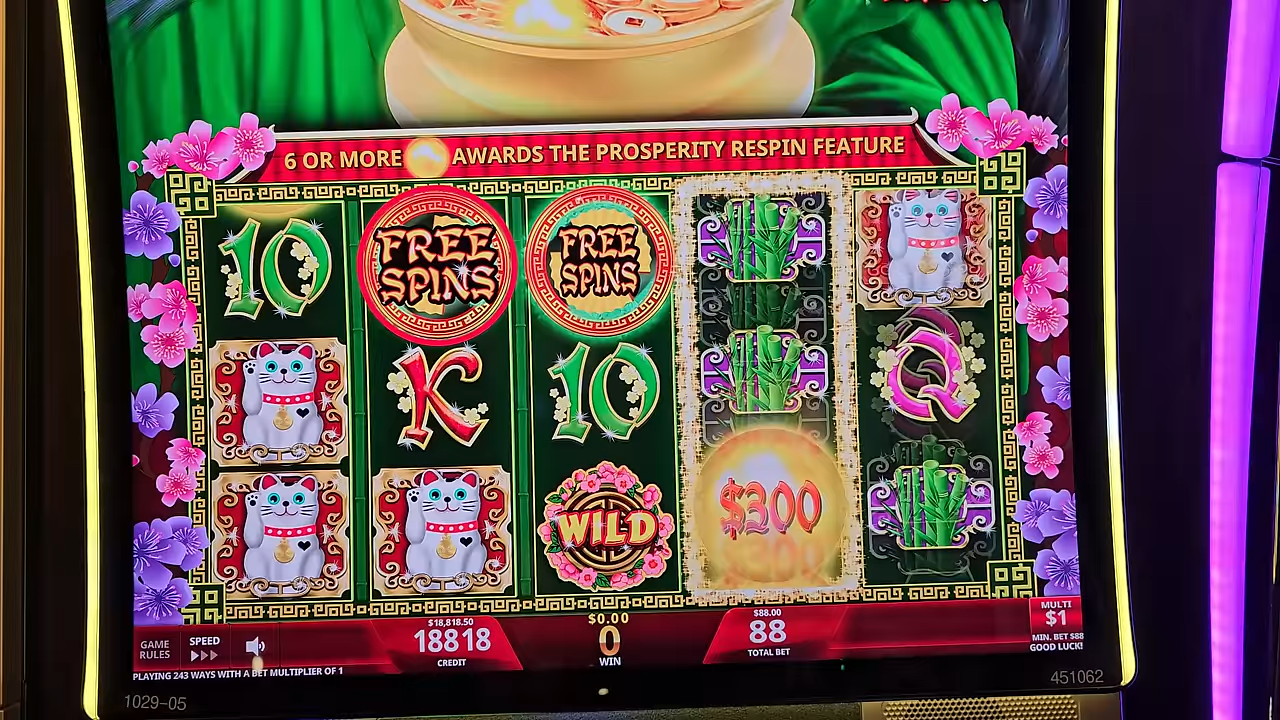 6 OR MORE AWARDS THE PROSPERITY RESPIN FEATURE
10
FREE
SPINS
FREE
SPINS
K
10
Q
WILD
$300
GAME
RULES
SPEED
$18,818.50
18818
CREDIT
$0.00
0
WIN
$88.00
88
TOTAL BET
MULTI
$1
MIN. BET $88
GOOD LUCK!
PLAYING 243 WAYS WITH A BET MULTIPLIER OF 1
1029-05
451062